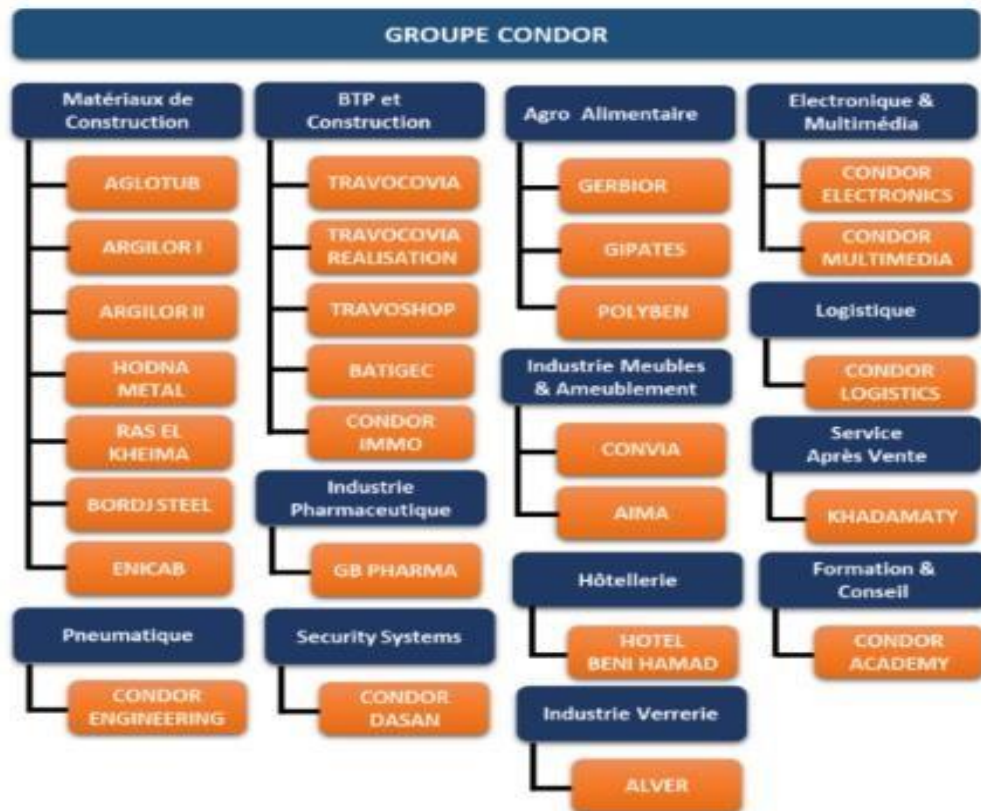 GROUPE CONDOR
Matériaux de
Construction
AGLOTUB
ARGILOR I
ARGILOR II
HODNA
METAL
RAS EL
KHEIMA
BORDJ STEEL
ENICAB
Pneumatique
CONDOR
ENGINEERING
BTP et
Construction
TRAVOCOVIA
TRAVOCOVIA
REALISATION
TRAVOSHOP
BATIGEC
CONDOR
IMMO
Industrie
Pharmaceutique
GB PHARMA
Security Systems
CONDOR
DASAN
Agro Alimentaire
GERBIOR
GIPATES
POLYBEN
Industrie Meubles
& Ameublement
CONVIA
AIMA
Hôtellerie
HOTEL
BENI HAMAD
Industrie Verrerie
ALVER
Electronique &
Multimédia
CONDOR
ELECTRONICS
CONDOR
MULTIMEDIA
Logistique
CONDOR
LOGISTICS
Service
Après Vente
KHADAMATY
Formation &
Conseil
CONDOR
ACADEMY